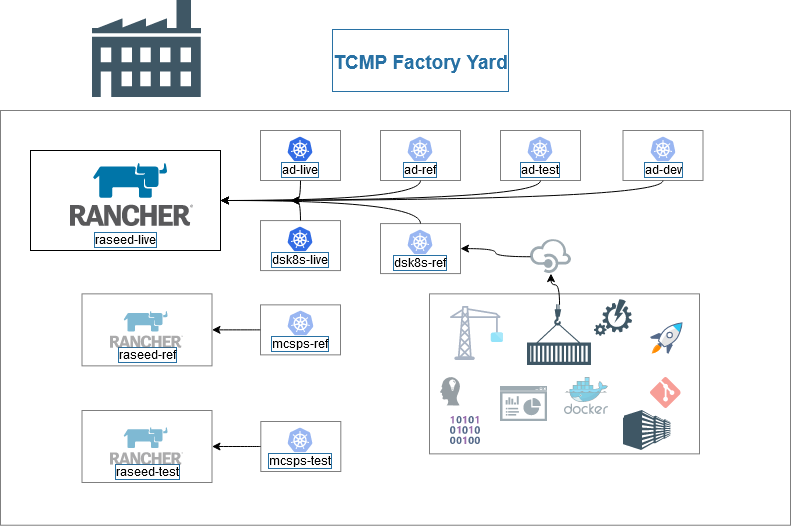 TCMP Factory Yard
ad-live
ad-ref
ad-test
ad-dev
RANCHER
raseed-live
dsk8s-live
dsk8s-ref
RANCHER
raseed-ref
mcsps-ref
RANCHER
raseed-test
mcsps-test
docker
10101
01010
00100